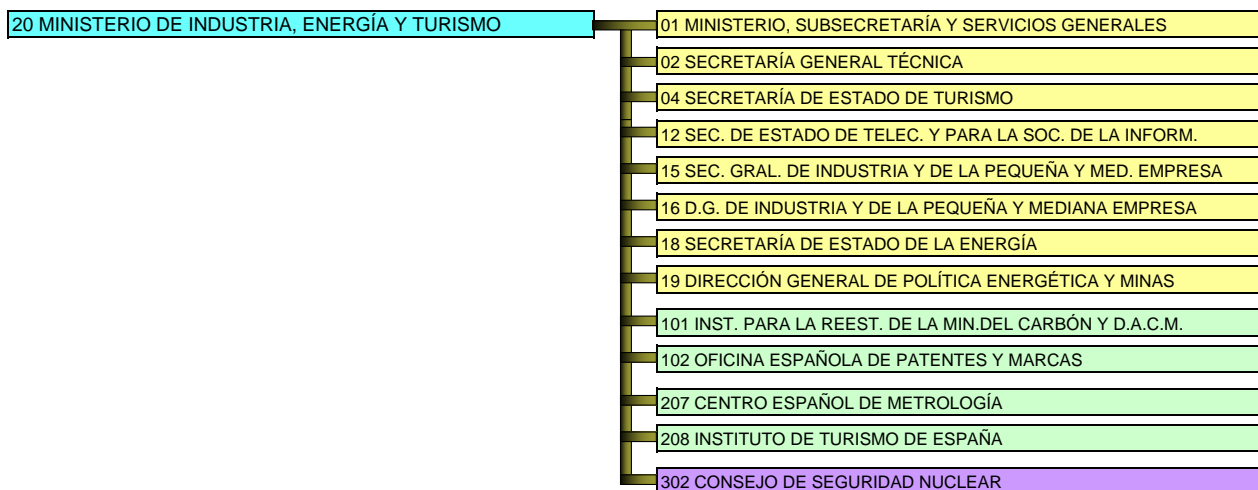 20 MINISTERIO DE INDUSTRIA, ENERGÍA Y TURISMO
01 MINISTERIO, SUBSECRETARÍA Y SERVICIOS GENERALES
02 SECRETARÍA GENERAL TÉCNICA
04 SECRETARÍA DE ESTADO DE TURISMO
12 SEC. DE ESTADO DE TELEC. Y PARA LA SOC. DE LA INFORM.
15 SEC. GRAL. DE INDUSTRIA Y DE LA PEQUEÑA Y MED. EMPRESA
16 D.G. DE INDUSTRIA Y DE LA PEQUEÑA Y MEDIANA EMPRESA
18 SECRETARÍA DE ESTADO DE LA ENERGÍA
19 DIRECCIÓN GENERAL DE POLÍTICA ENERGÉTICA Y MINAS
101 INST. PARA LA REEST. DE LA MIN.DEL CARBÓN Y D.A.C.M.
102 OFICINA ESPAÑOLA DE PATENTES Y MARCAS
207 CENTRO ESPAÑOL DE METROLOGÍA
208 INSTITUTO DE TURISMO DE ESPAÑA
302 CONSEJO DE SEGURIDAD NUCLEAR